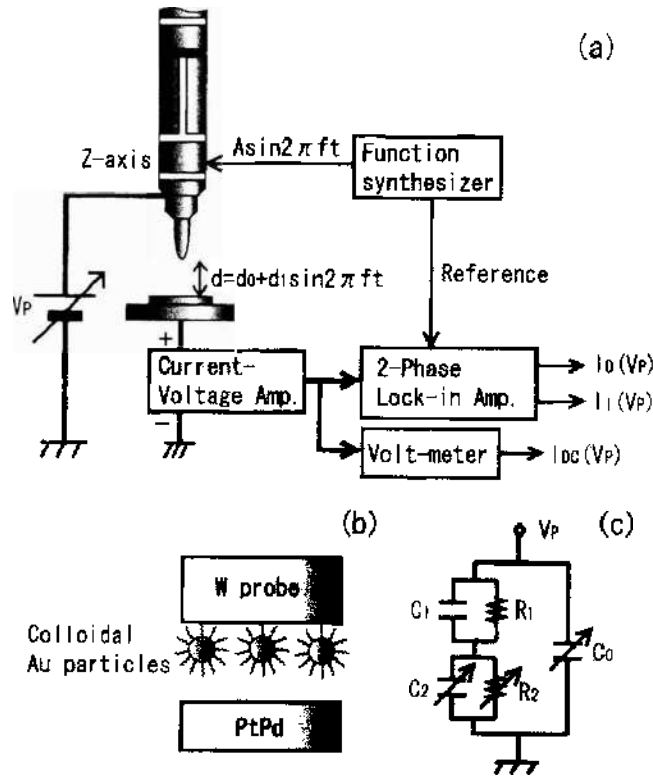 (a)
Z-axis
Asin2πft
Function
synthesizer
d=d0+d1sin2πft
Reference
VP
+
Current-
Voltage Amp.
−
2-Phase
Lock-in Amp.
I0(VP)
I1(VP)
Volt-meter
IDC(VP)
(b)
W probe
Colloidal
Au particles
PtPd
(c)
VP
C1
R1
C0
C2
R2